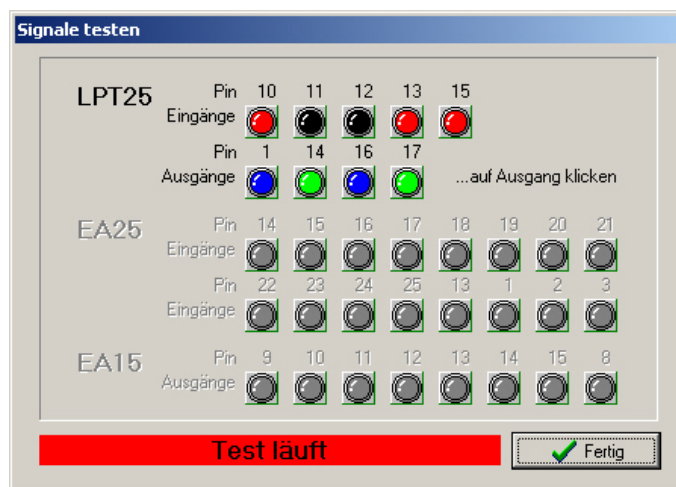 Signale testen
LPT25 Pin 10 11 12 13 15
Eingänge
Pin 1 14 16 17
Ausgänge ...auf Ausgang klicken
EA25 Pin 14 15 16 17 18 19 20 21
Eingänge
Pin 22 23 24 25 13 1 2 3
Eingänge
EA15 Pin 9 10 11 12 13 14 15 8
Ausgänge
Test läuft Fertig